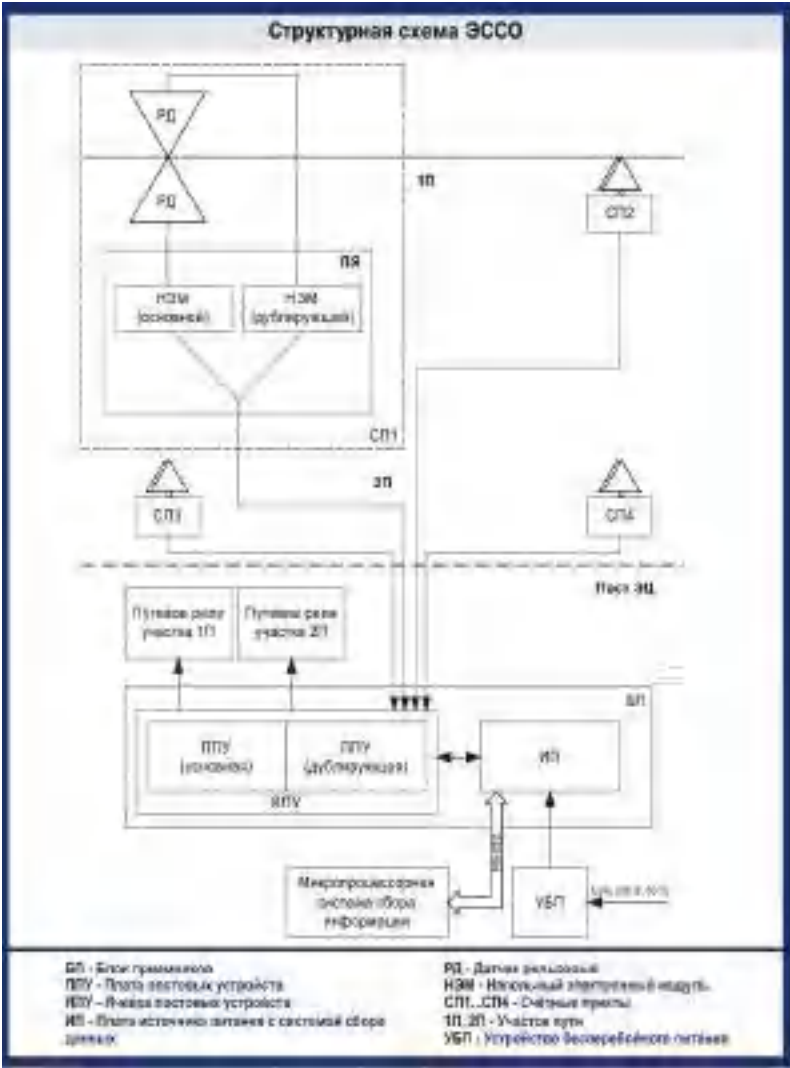 Структурная схема ЭССО
РД
РД
1П
СП2
ПЯ
НЭМ
(основной)
НЭМ
(дублирующий)
СП1
2П
СП3
СП4
Пост ЭЦ
Путевое реле
участка 1П
Путевое реле
участка 2П
БП
ППУ
(основная)
ППУ
(дублирующая)
ЯПУ
ИП
Микропроцессорная
система сбора
информации
УБП
БП - Блок приемников
ППУ - Плата постовых устройств
ЯПУ - Ячейка постовых устройств
ИП - Плата источника питания с системой сбора
данных
РД - Датчик рельсовый
НЭМ - Напольный электронный модуль
СП1...СП4 - Счётные пункты
1П, 2П - Участок пути
УБП - Устройство бесперебойного питания